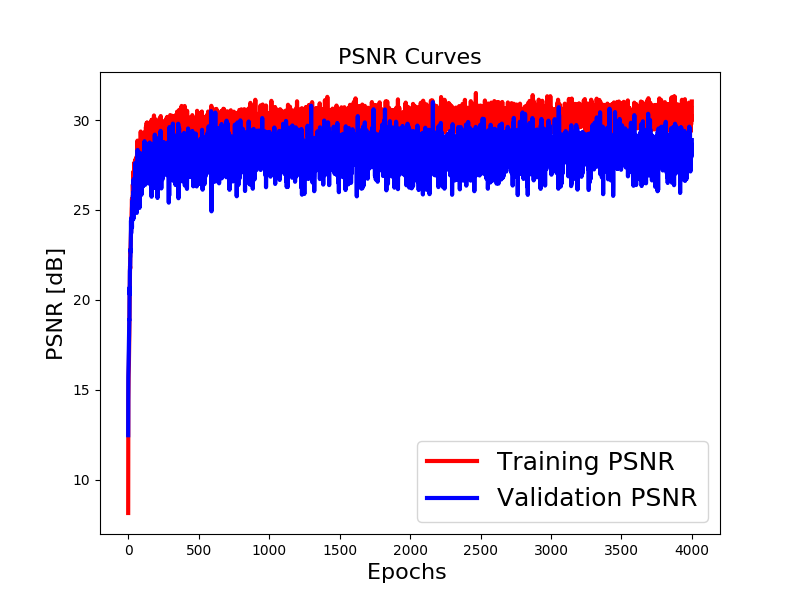 PSNR Curves
PSNR [dB]
30
25
20
15
10
Training PSNR
Validation PSNR
0 500 1000 1500 2000 2500 3000 3500 4000
Epochs